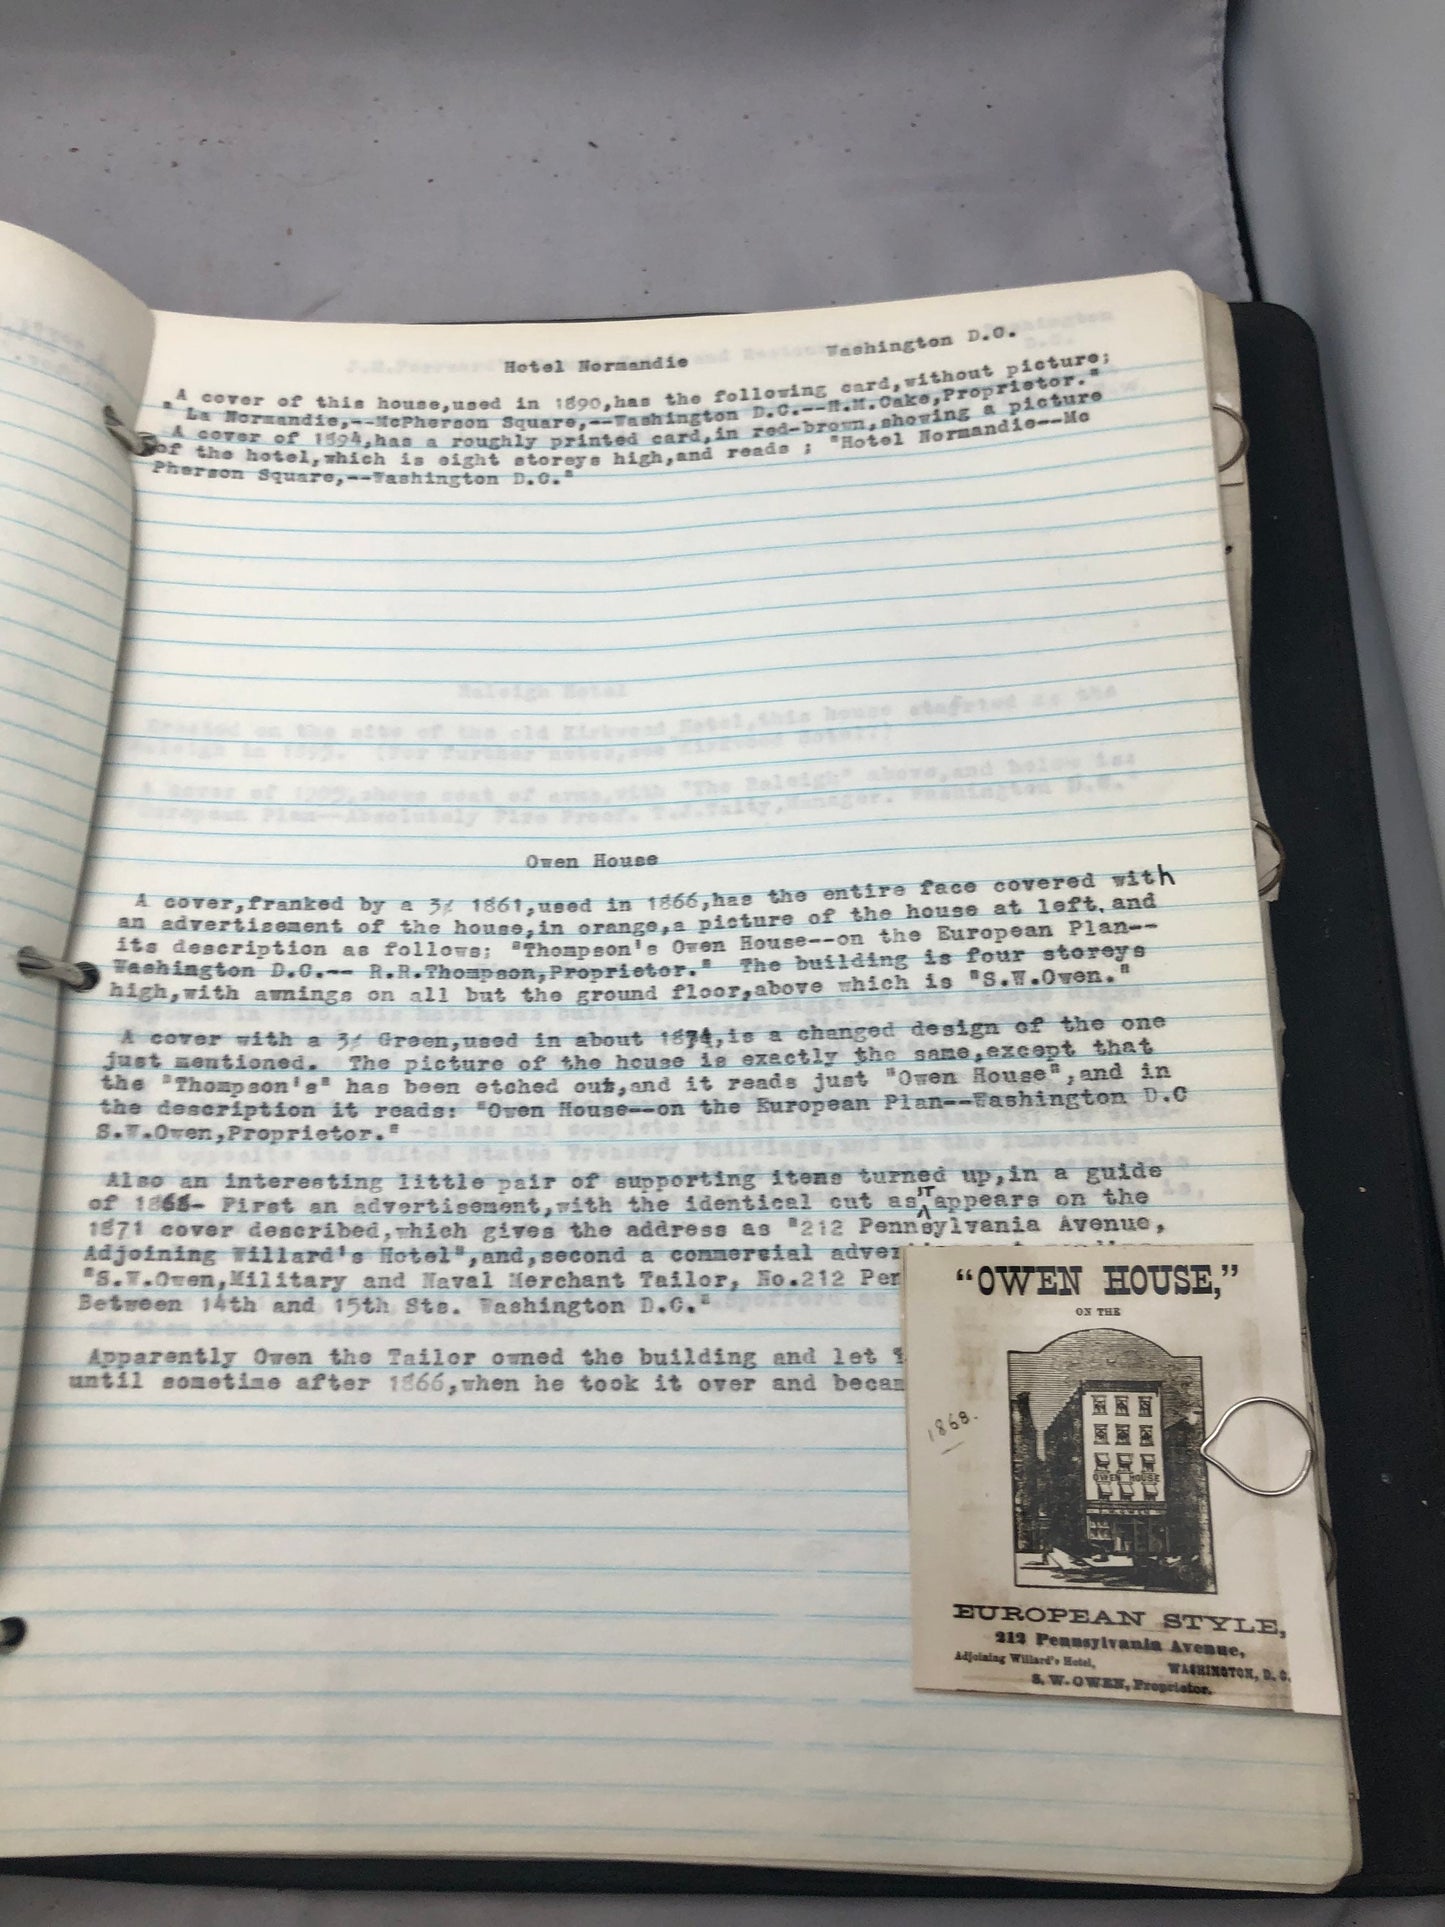 Hotel Normandie Washington D.C.
A cover of this house,used in 1890,has the following card,without picture;
" La Normandie,--McPherson Square,--Washington D.C.--H.M.Cake,Proprietor."
A cover of 1894,has a roughly printed card,in red-brown,showing a picture
of the hotel,which is eight storeys high,and reads ; "Hotel Normandie--Mc
Pherson Square,--Washington D.C."
Raleigh Hotel
Owen House
A cover,franked by a 3¢ 1861,used in 1866,has the entire face covered with
an advertisement of the house,in orange,a picture of the house at left, and
its description as follows; "Thompson's Owen House--on the European Plan--
Washington D.C.-- R.R.Thompson,Proprietor." The building is four storeys
high,with awnings on all but the ground floor,above which is "S.W.Owen."
A cover with a 3¢ Green,used in about 1871,is a changed design of the one
just mentioned. The picture of the house is exactly the same,except that
the "Thompson's" has been etched out,and it reads just "Owen House",and in
the description it reads: "Owen House--on the European Plan--Washington D.C
S.W.Owen,Proprietor."
Also an interesting little pair of supporting items turned up,in a guide
of 1868- First an advertisement,with the identical cut as IT appears on the
1871 cover described,which gives the address as "212 Pennsylvania Avenue,
Adjoining Willard's Hotel",and,second a commercial
"S.W.Owen,Military and Naval Merchant Tailor, No.212 Pen
Between 14th and 15th Sts. Washington D.C."
Apparently Owen the Tailor owned the building and let
until sometime after 1866,when he took it over and becam
"OWEN HOUSE,"
ON THE
1868.
OWEN HOUSE
S.W.OWEN
EUROPEAN STYLE,
212 Pennsylvania Avenue,
Adjoining Willard's Hotel, WASHINGTON, D. C.
S. W. OWEN, Proprietor.